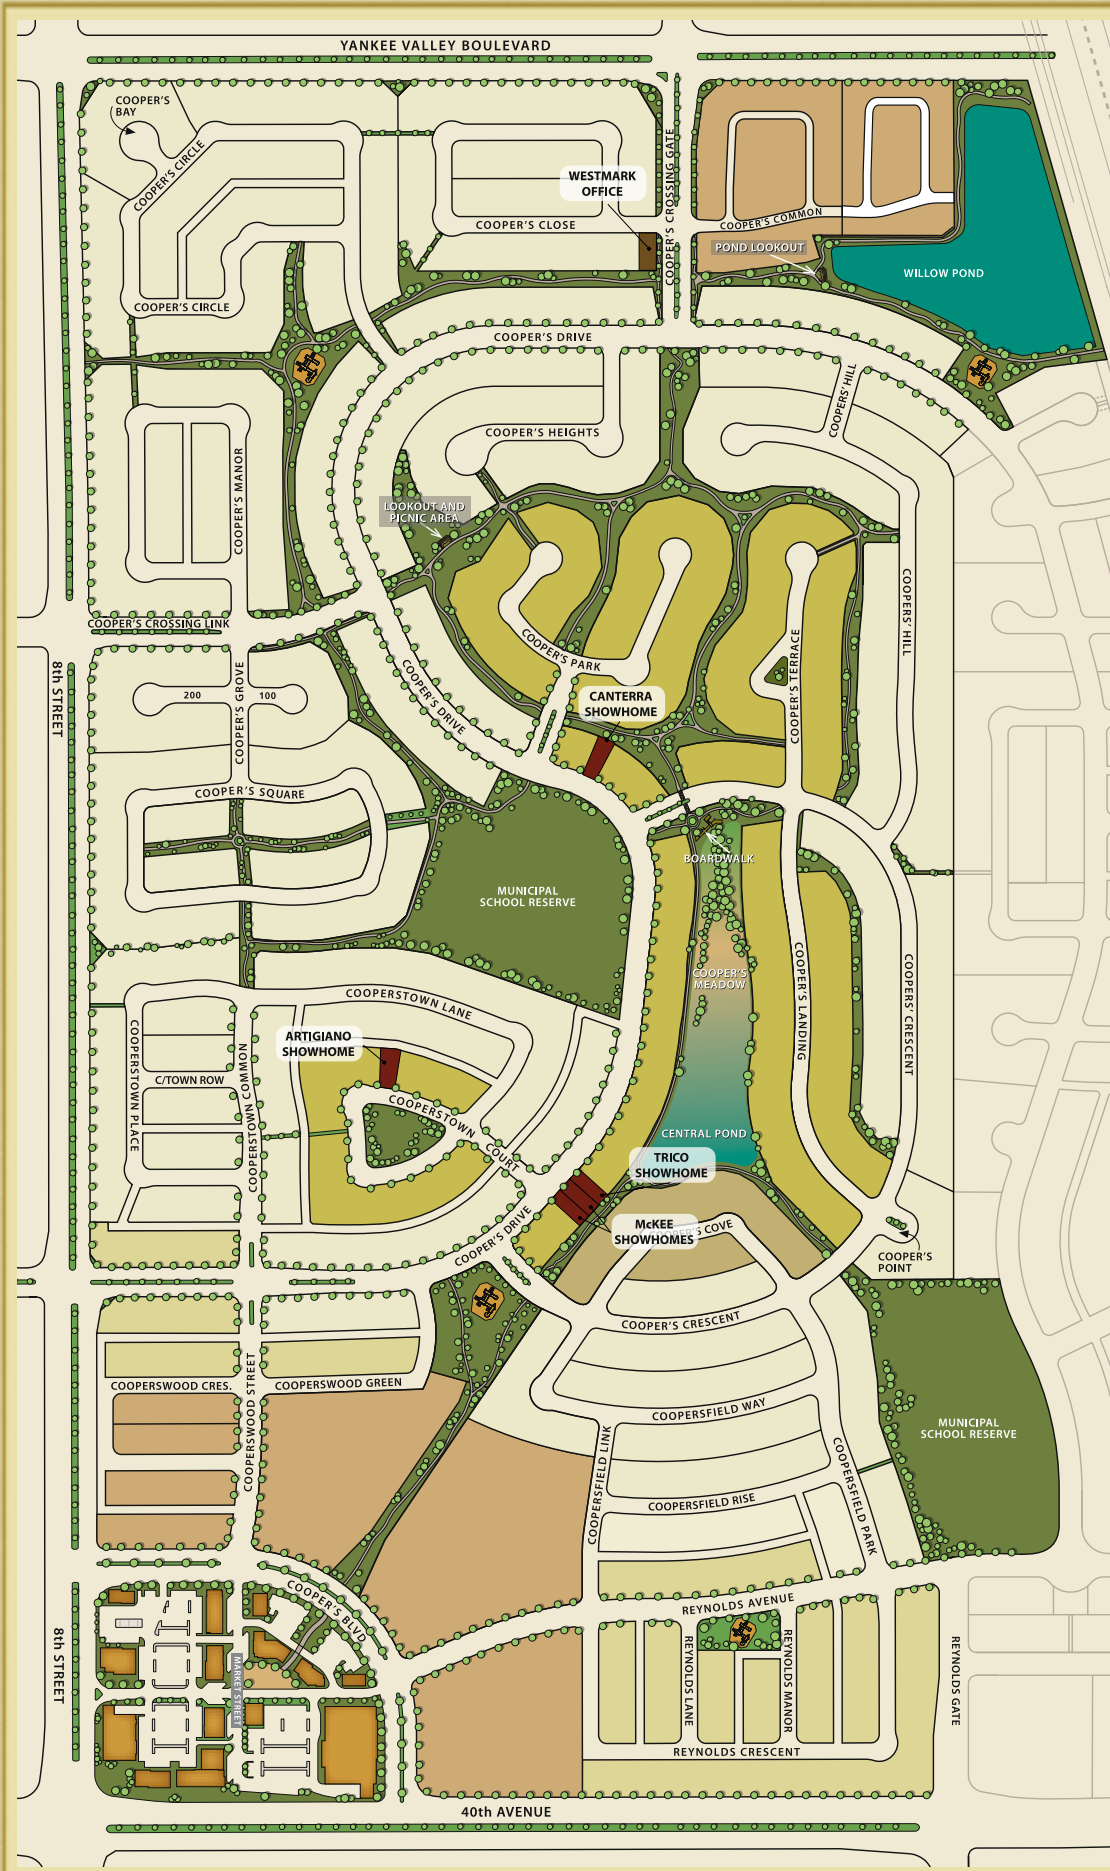 YANKEE VALLEY BOULEVARD
COOPER'S
BAY
COOPER'S CIRCLE
WESTMARK
OFFICE
COOPER'S CROSSING GATE
COOPER'S CLOSE
COOPER'S COMMON
POND LOOKOUT
WILLOW POND
COOPER'S CIRCLE
COOPER'S DRIVE
COOPERS' HILL
COOPER'S HEIGHTS
COOPER'S MANOR
LOOKOUT AND
PICNIC AREA
COOPERS' HILL
COOPER'S CROSSING LINK
COOPER'S PARK
COOPER'S TERRACE
8th STREET
200
100
COOPER'S GROVE
COOPER'S DRIVE
CANTERRA
SHOWHOME
COOPER'S SQUARE
BOARDWALK
MUNICIPAL
SCHOOL RESERVE
COOPER'S
MEADOW
COOPER'S LANDING
COOPERS' CRESCENT
COOPERSTOWN LANE
ARTIGIANO
SHOWHOME
COOPERSTOWN PLACE
C/TOWN ROW
COOPERSTOWN COMMON
COOPERSTOWN COURT
CENTRAL POND
TRICO
SHOWHOME
McKEE
SHOWHOMES
COVE
COOPER'S DRIVE
COOPER'S
POINT
COOPER'S CRESCENT
COOPERSWOOD CRES.
COOPERSWOOD GREEN
COOPERSWOOD STREET
COOPERSFIELD WAY
MUNICIPAL
SCHOOL RESERVE
COOPERSFIELD LINK
COOPERSFIELD RISE
COOPERSFIELD PARK
COOPER'S BLVD
REYNOLDS AVENUE
8th STREET
MARKET STREET
REYNOLDS LANE
REYNOLDS MANOR
REYNOLDS GATE
REYNOLDS CRESCENT
40th AVENUE